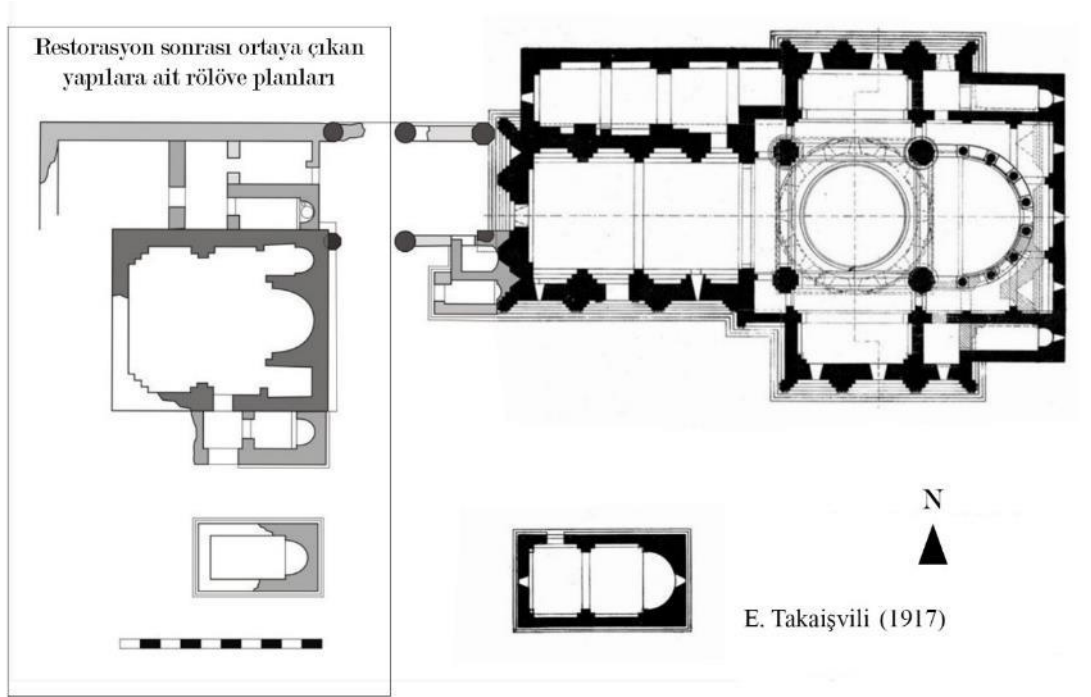 Restorasyon sonrası ortaya çıkan
yapılara ait rölöve planları
N
E. Takaişvili (1917)